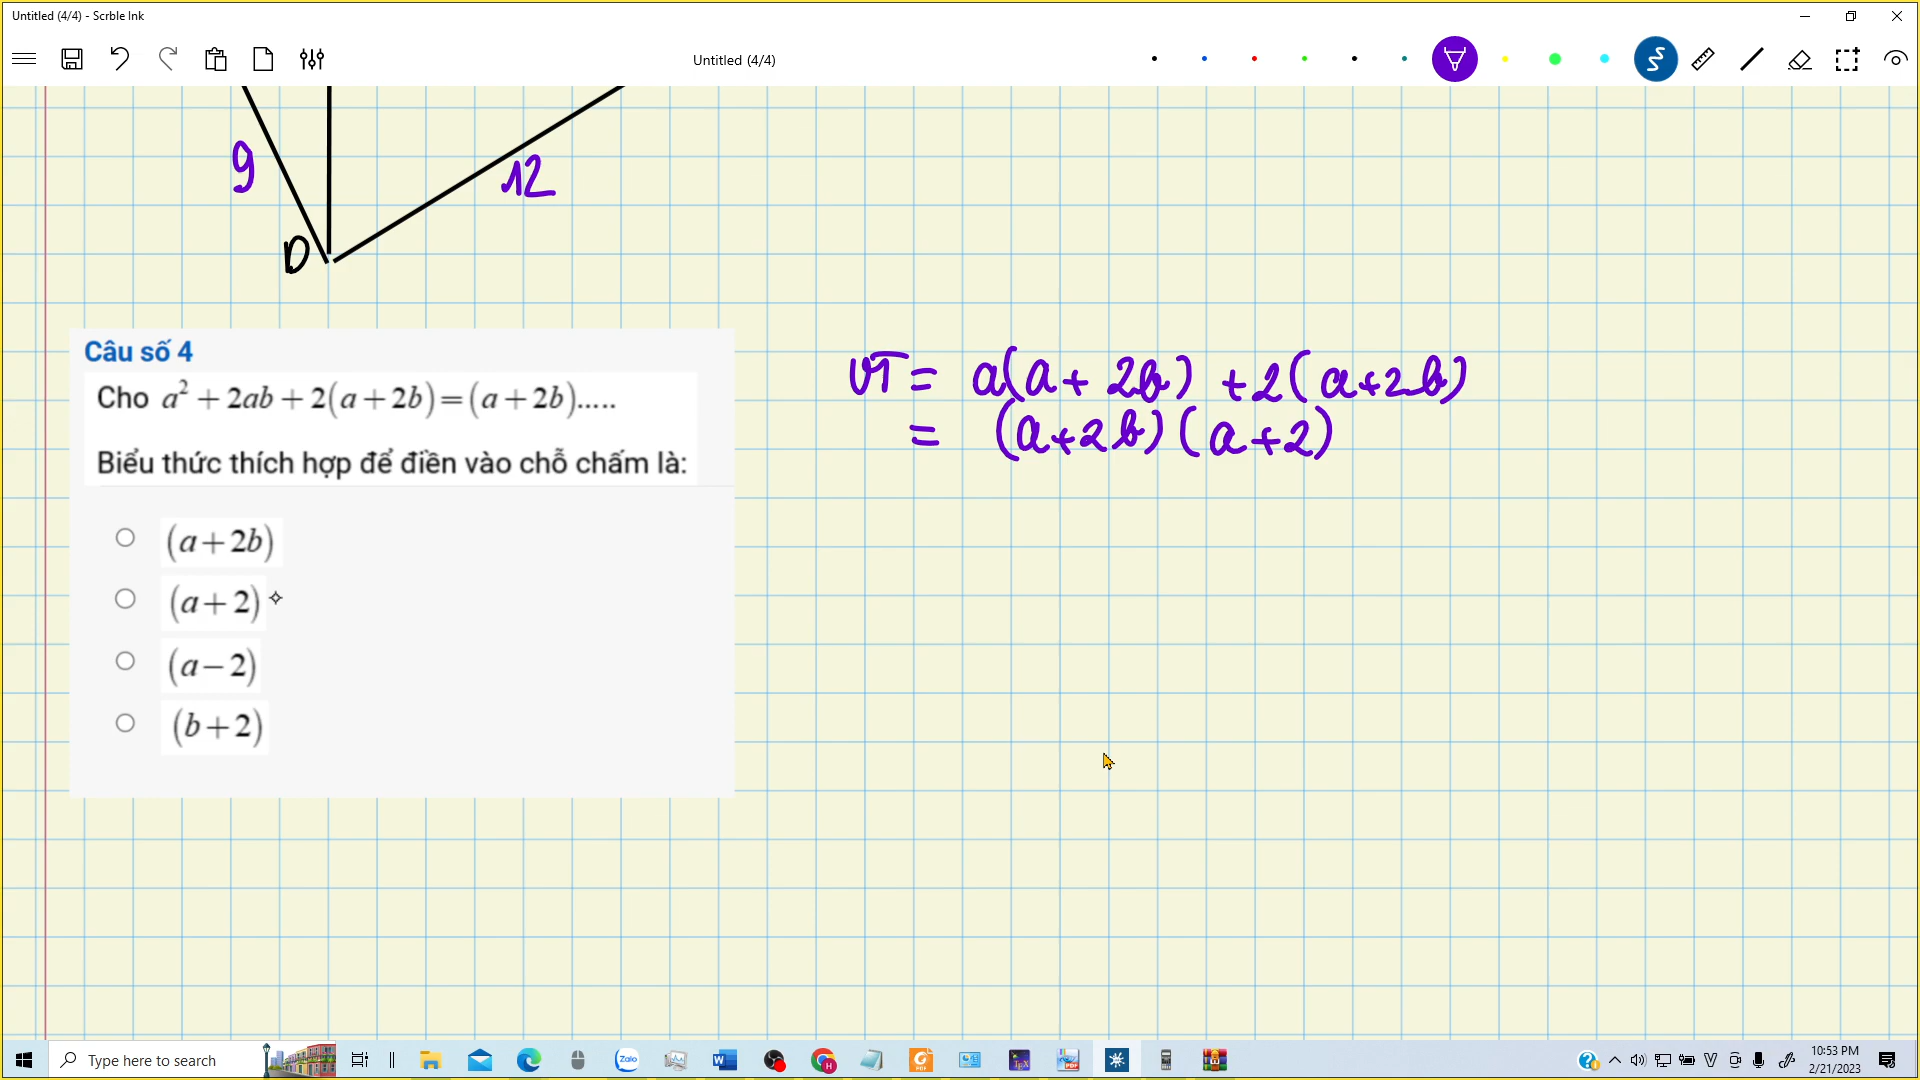 Untitled (4/4) - Scrble Ink
Untitled (4/4)
9
12
D
Câu số 4
Cho a² + 2ab + 2(a + 2b) = (a + 2b).....
Biểu thức thích hợp để điền vào chỗ chấm là:
(a + 2b)
(a + 2)
(a − 2)
(b + 2)
VT = a(a + 2b) + 2(a + 2b)
= (a + 2b)(a + 2)
Type here to search
Zalo
10:53 PM
2/21/2023